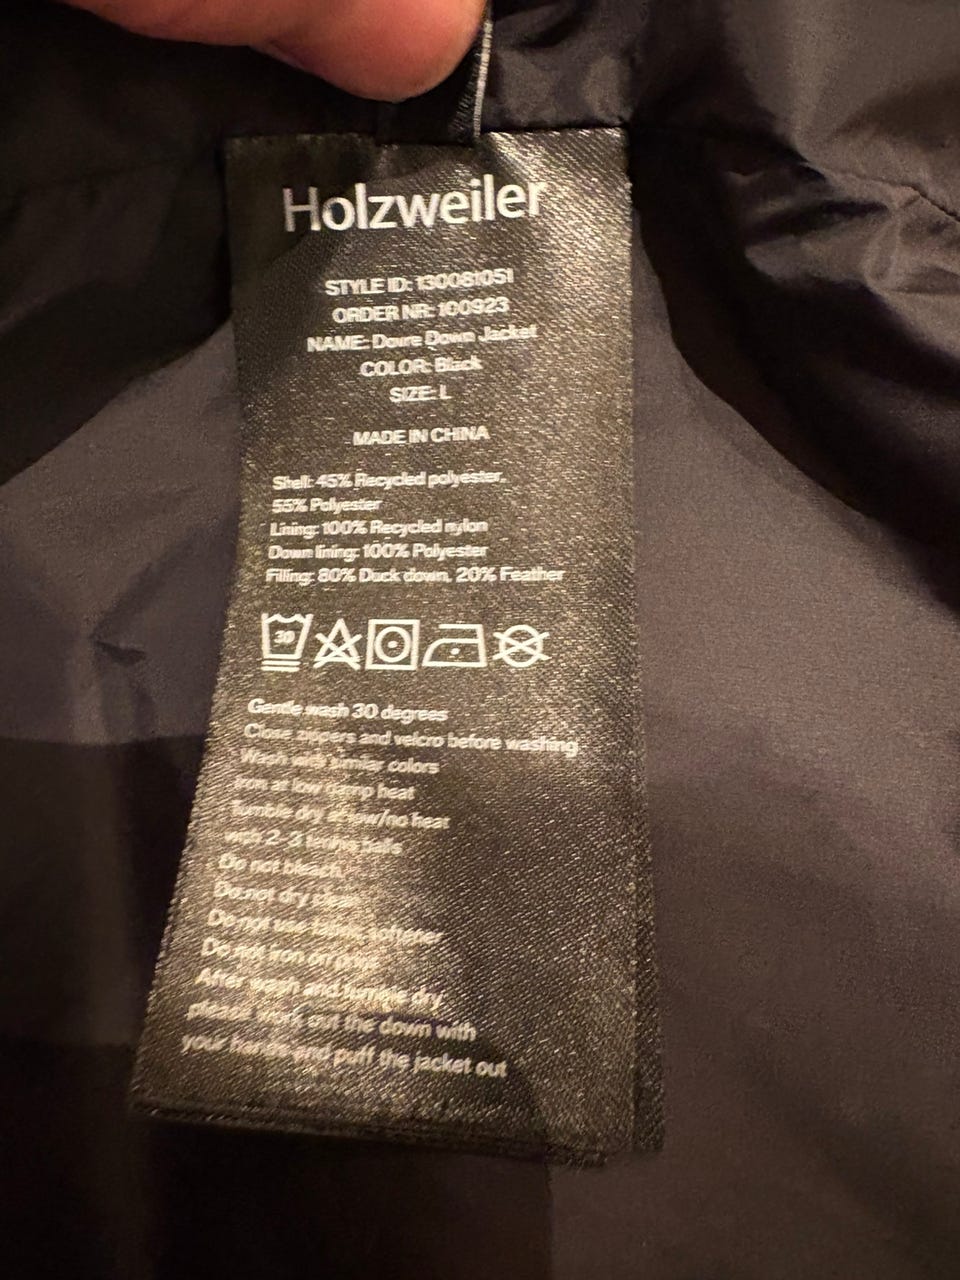 Holzweiler
STYLE ID: 130081051
ORDER NR: 100923
NAME: Dovre Down Jacket
COLOR: Black
SIZE: L
MADE IN CHINA
Shell: 45% Recycled polyester,
55% Polyester
Lining: 100% Recycled nylon
Down lining: 100% Polyester
Filling: 80% Duck down, 20% Feather
30
Gentle wash 30 degrees
Close zippers and velcro before washing
Wash with similar colors
Iron at low damp heat
Tumble dry at low/no heat
with 2-3 tennis balls
Do not bleach.
Do not dry clean
Do not use fabric softener
Do not iron on print
After wash and tumble dry
please work out the down with
your hands and puff the jacket out